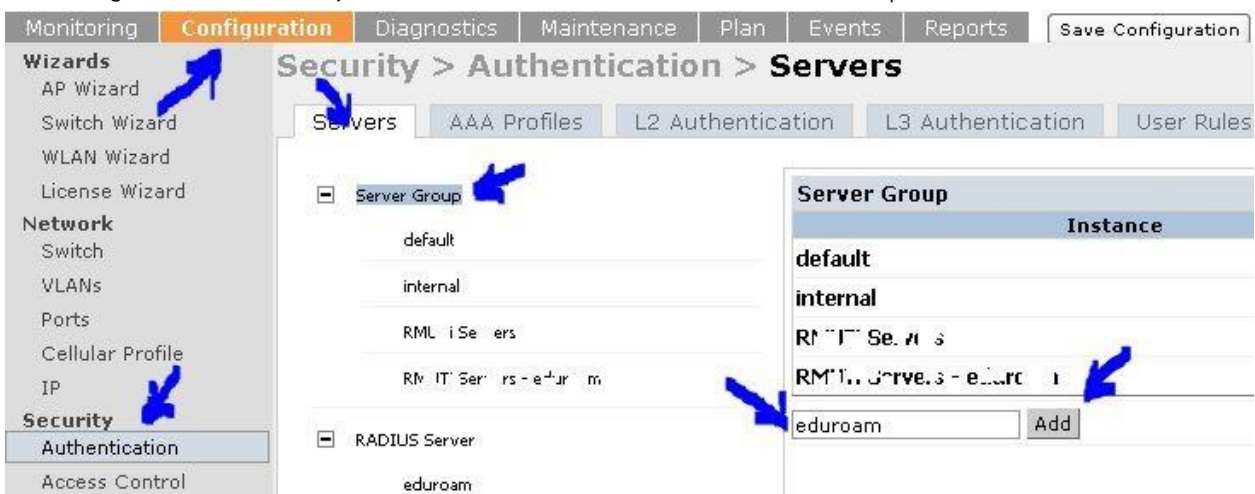 Monitoring Configuration Diagnostics Maintenance Plan Events Reports Save Configuration
Wizards
AP Wizard
Switch Wizard
WLAN Wizard
License Wizard
Network
Switch
VLANs
Ports
Cellular Profile
IP
Security
Authentication
Access Control
Security > Authentication > Servers
Servers AAA Profiles L2 Authentication L3 Authentication User Rules
Server Group
default
internal
RADIUS Server
eduroam
Server Group
Instance
default
internal
eduroam Add